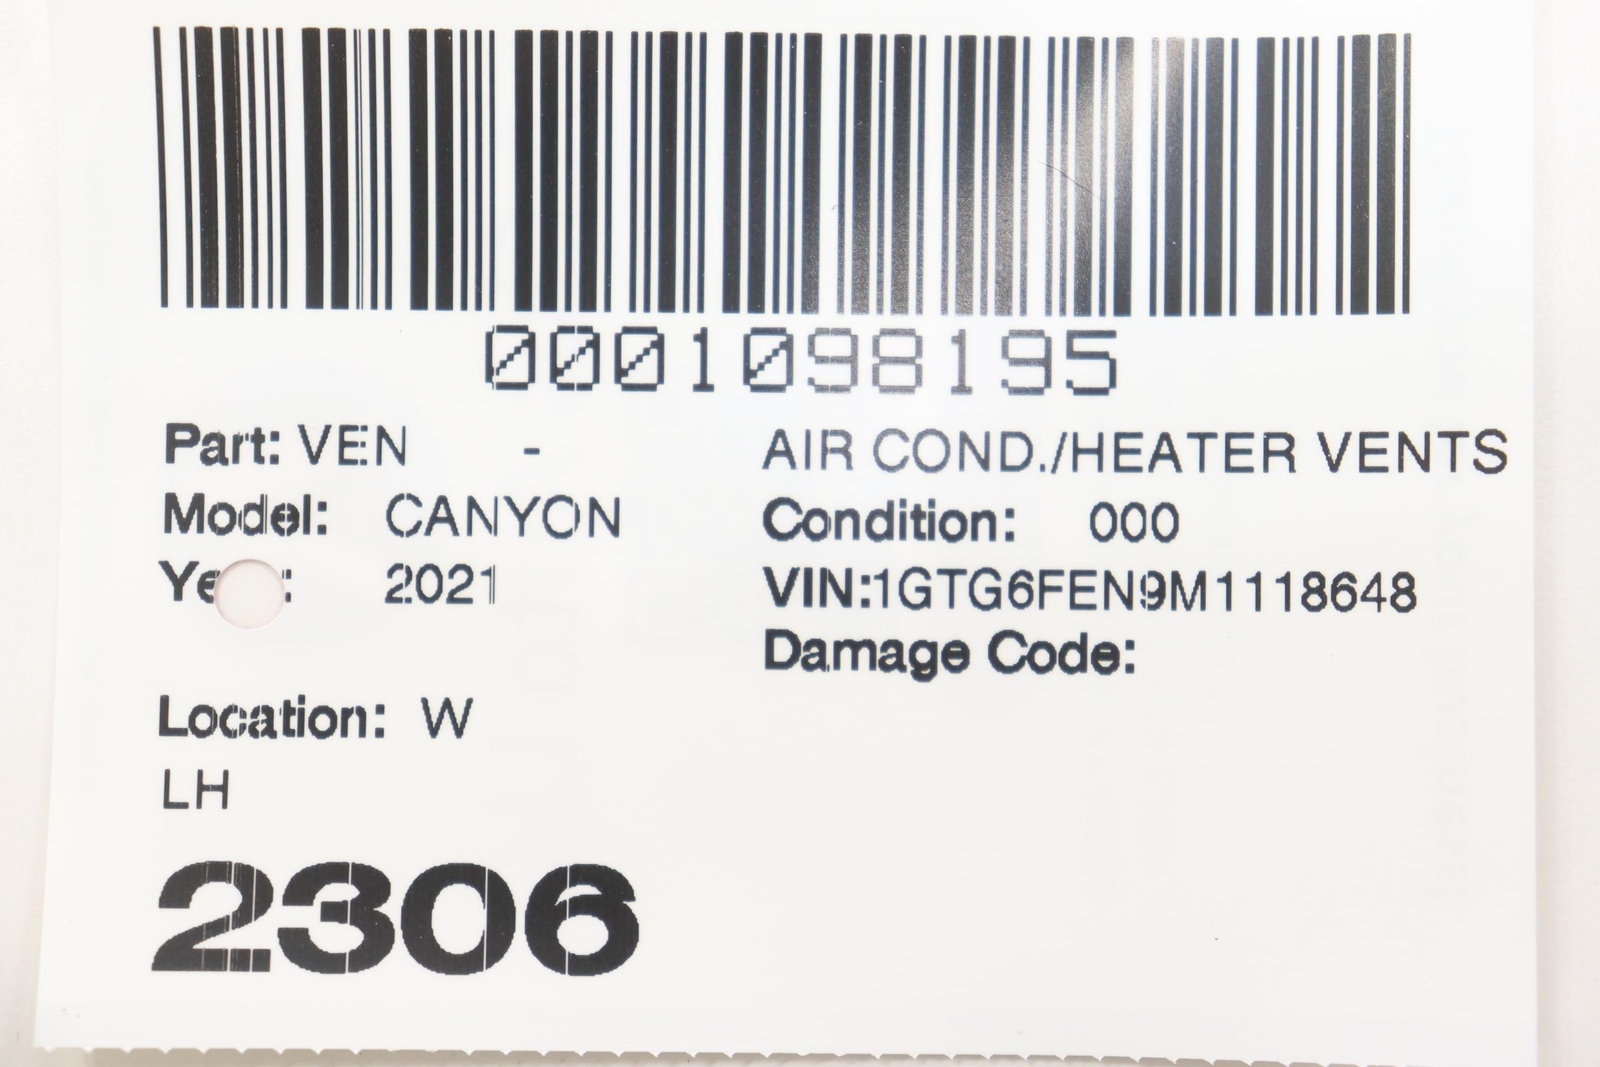 0001098195
Part: VEN - AIR COND./HEATER VENTS
Model: CANYON Condition: 000
Year: 2021 VIN:1GTG6FEN9M1118648
Damage Code:
Location: W
LH
2306